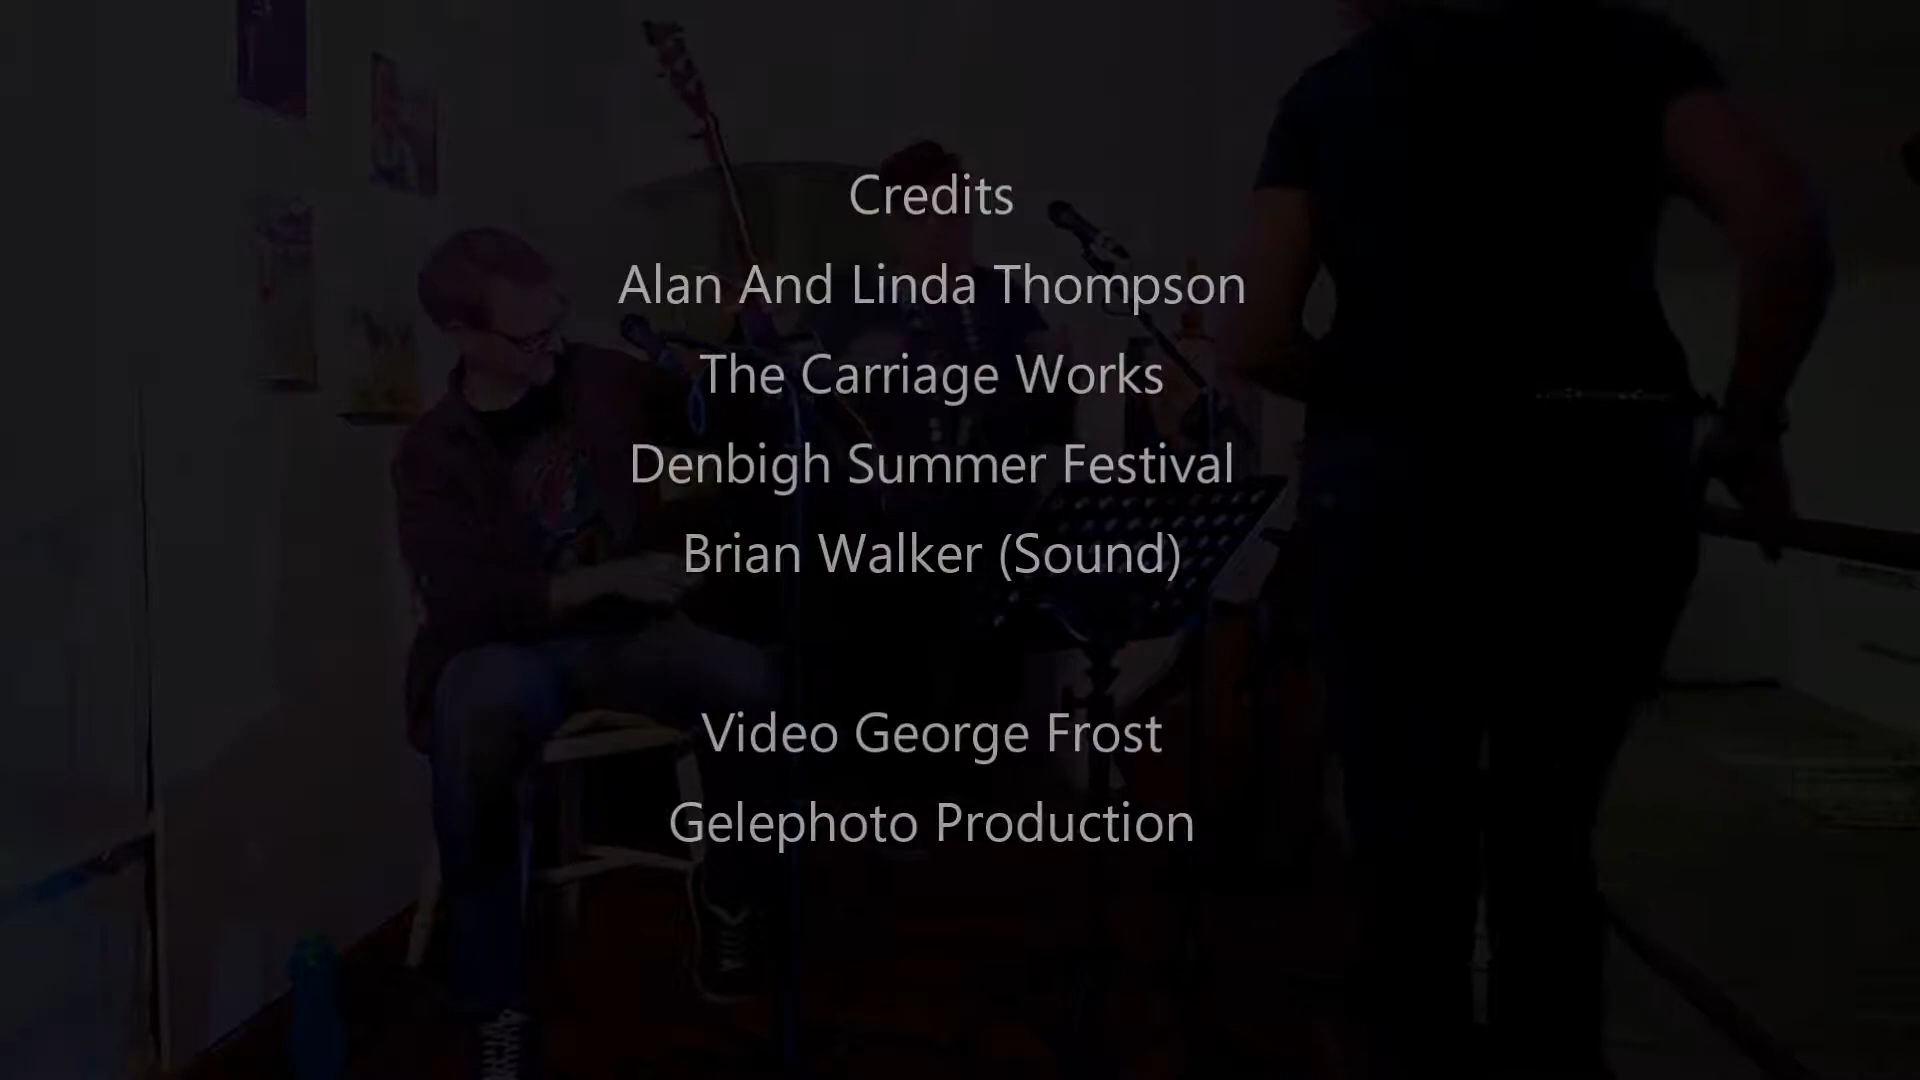 Credits
Alan And Linda Thompson
The Carriage Works
Denbigh Summer Festival
Brian Walker (Sound)
Video George Frost
Gelephoto Production